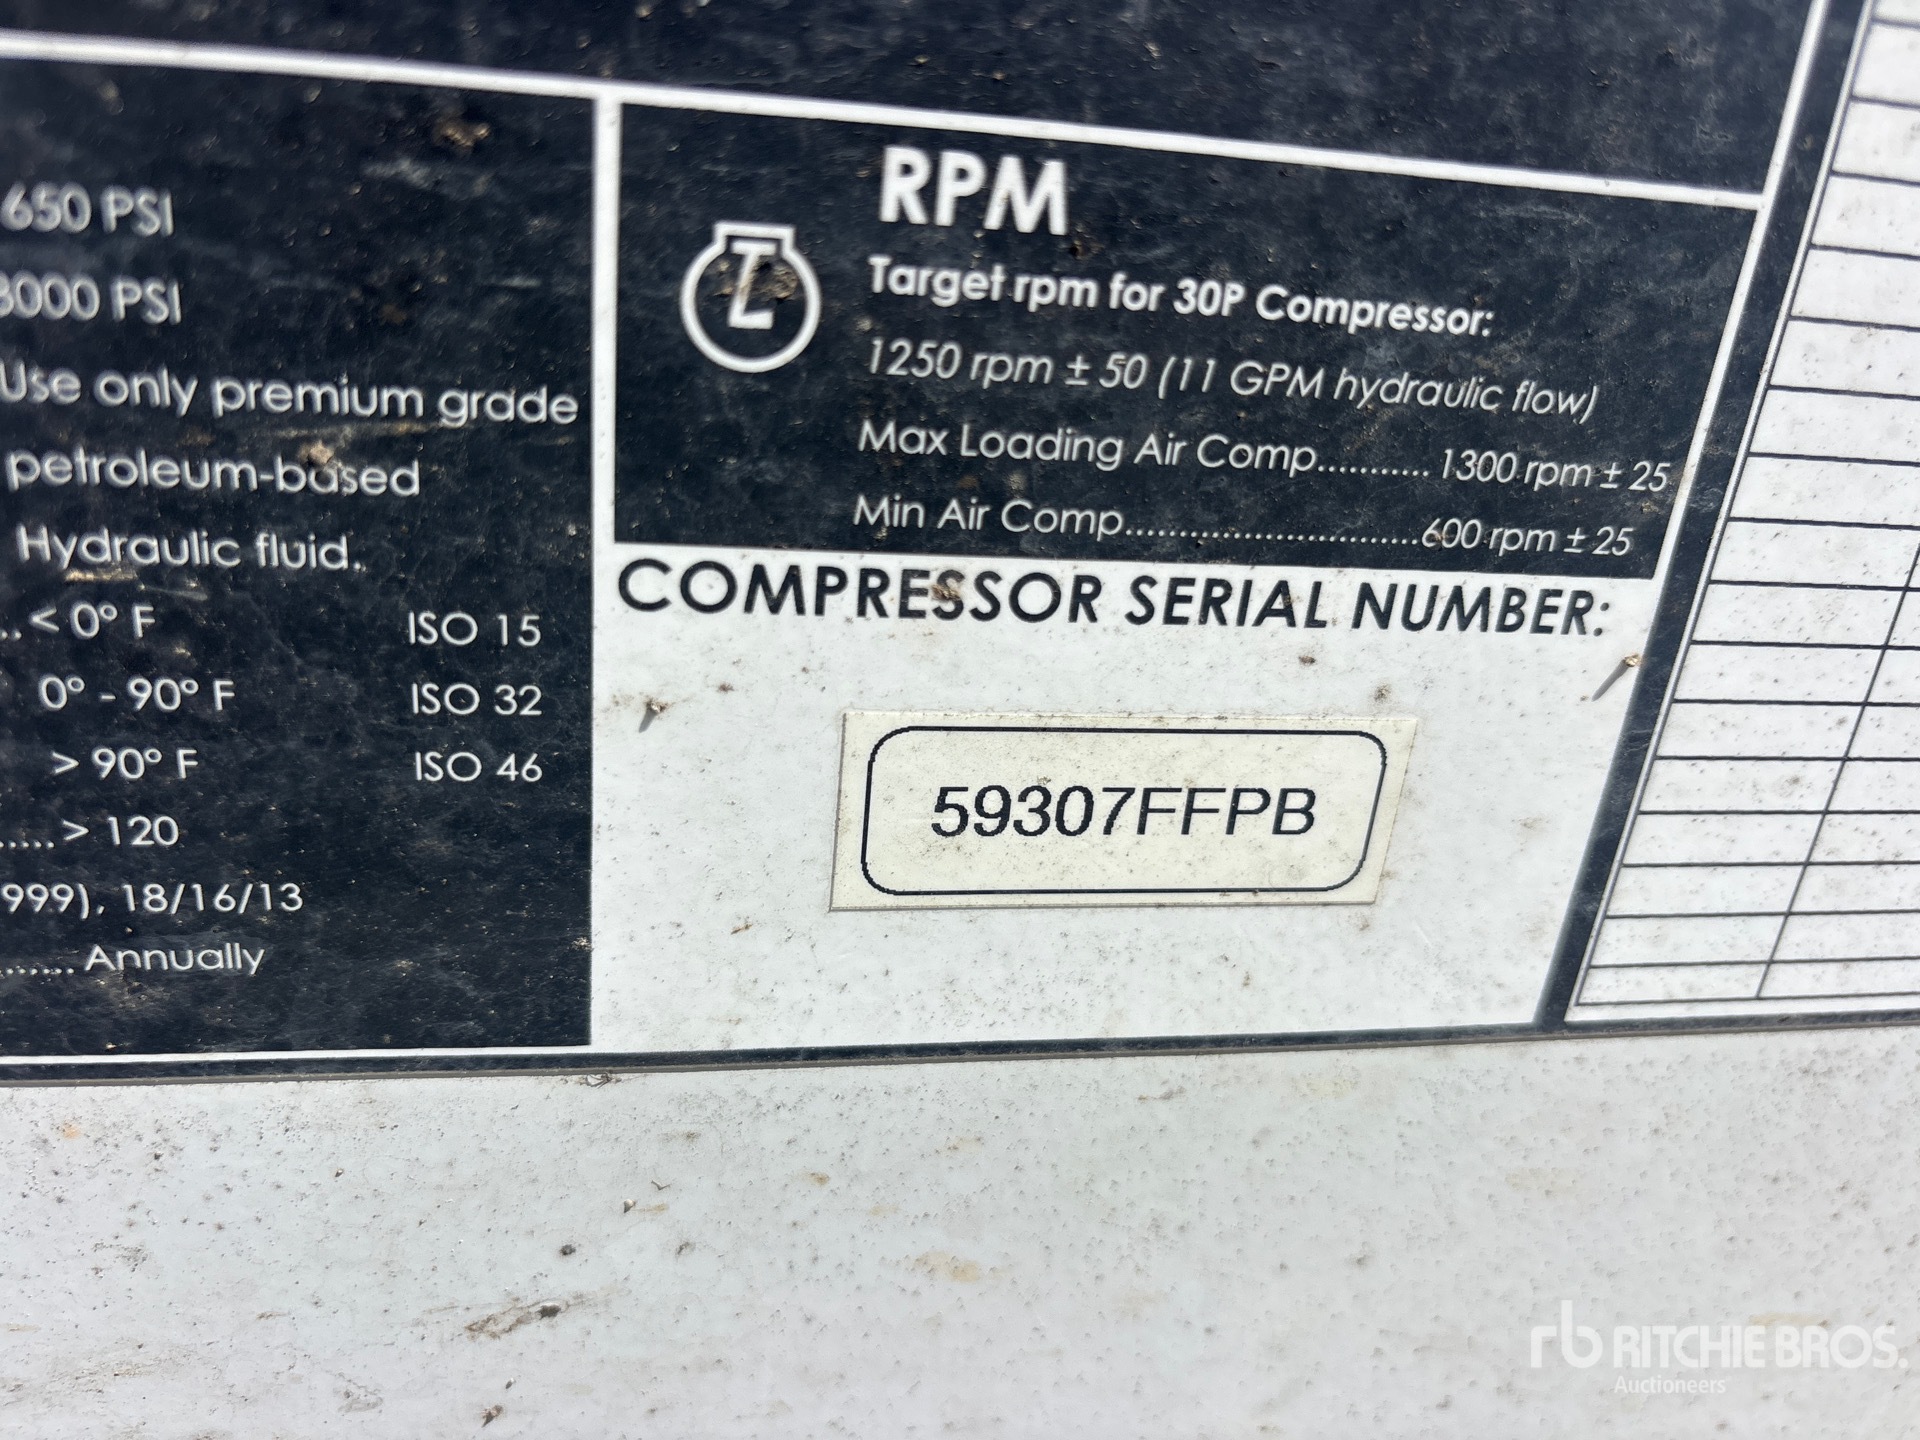 650 PSI
3000 PSI
Use only premium grade
petroleum-based
Hydraulic fluid.
..< 0° F ISO 15
0° - 90° F ISO 32
> 90° F ISO 46
.....> 120
999), 18/16/13
....... Annually
RPM
Target rpm for 30P Compressor:
1250 rpm ± 50 (11 GPM hydraulic flow)
Max Loading Air Comp........... 1300 rpm ± 25
Min Air Comp..............................600 rpm ± 25
COMPRESSOR SERIAL NUMBER:
59307FFPB
rb RITCHIE BROS.
Auctioneers